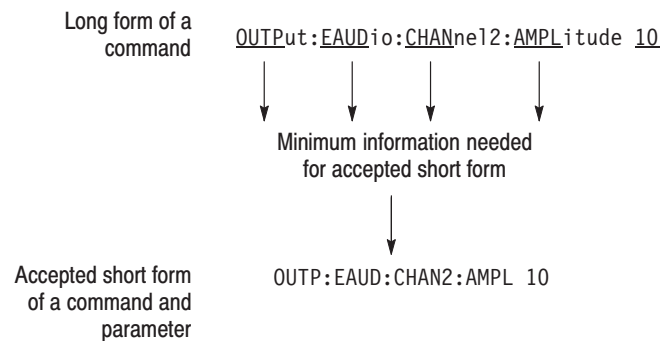 Long form of a
command
OUTPut:EAUDio:CHANnel2:AMPLitude 10
Minimum information needed
for accepted short form
Accepted short form
of a command and
parameter
OUTP:EAUD:CHAN2:AMPL 10